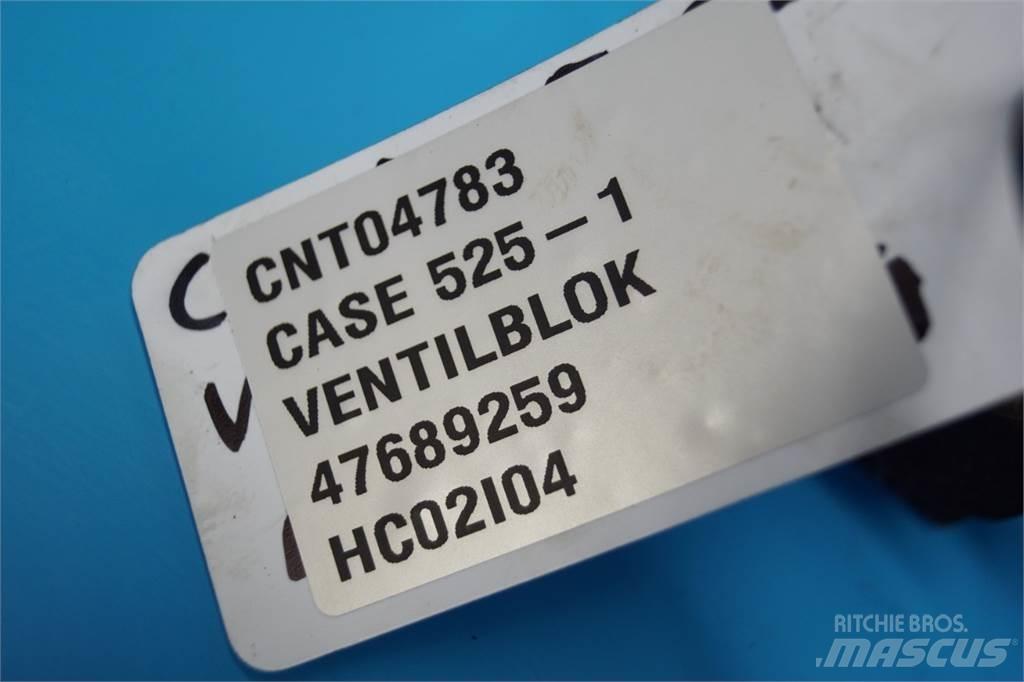 CNT04783
CASE 525-1
VENTILBLOK
47689259
HC02I04
RITCHIE BROS.
MASCUS